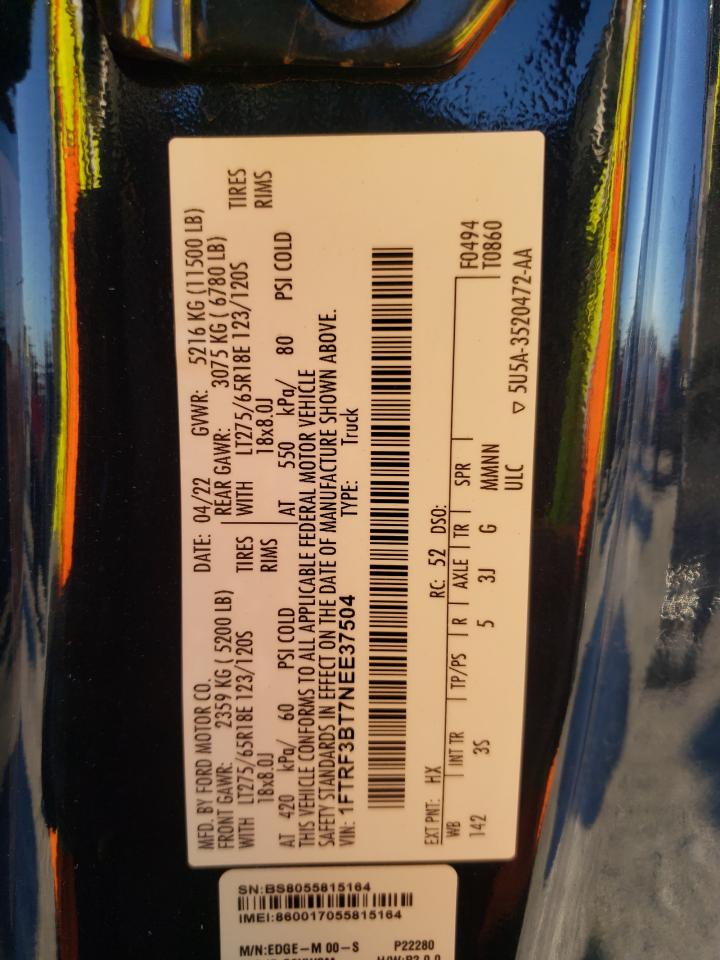 MFD. BY FORD MOTOR CO.
DATE: 04/22 GVWR: 5216 KG (11500 LB)
FRONT GAWR: 2359 KG ( 5200 LB)
REAR GAWR: 3075 KG ( 6780 LB)
WITH LT275/65R18E 123/120S TIRES
WITH LT275/65R18E 123/120S TIRES
18x8.0J RIMS
18x8.0J RIMS
AT 420 kPa/ 60 PSI COLD
AT 550 kPa/ 80 PSI COLD
THIS VEHICLE CONFORMS TO ALL APPLICABLE FEDERAL MOTOR VEHICLE
SAFETY STANDARDS IN EFFECT ON THE DATE OF MANUFACTURE SHOWN ABOVE.
VIN: 1FTRF3BT7NEE37504 TYPE: Truck
EXT PNT: HX RC: 52 DSO:
WB INT TR TP/PS R AXLE TR SPR
F0494
142 3S 5 3J G MMNN
T0860
ULC
▽ 5U5A-3520472-AA
SN:BS8055815164
IMEI:860017055815164
M/N:EDGE-M 00-S P22280